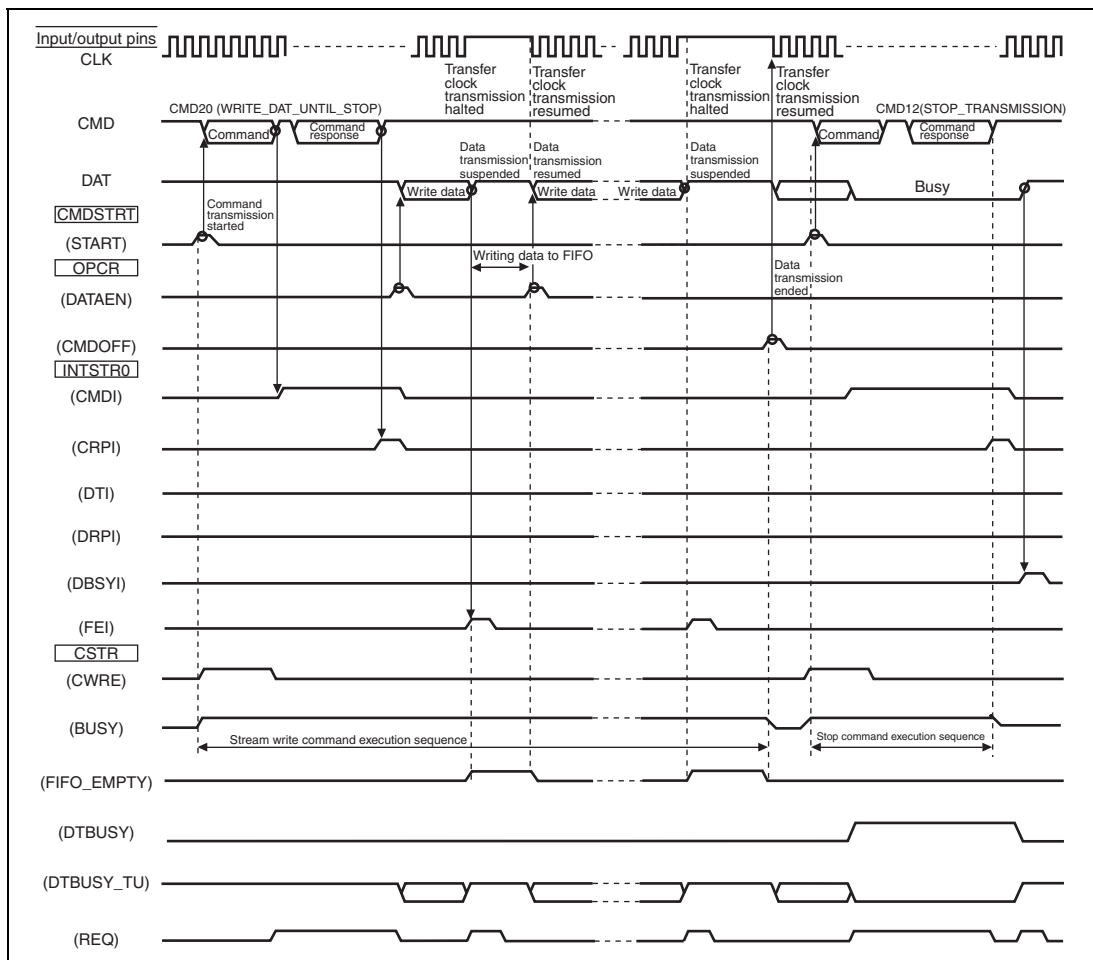 Input/output pins
CLK
Transfer
clock
transmission
halted
Transfer
clock
transmission
resumed
Transfer
clock
transmission
halted
Transfer
clock
transmission
resumed
CMD20 (WRITE_DAT_UNTIL_STOP)
CMD12(STOP_TRANSMISSION)
CMD
Command
Command
response
Command
Command
response
Data
transmission
suspended
Data
transmission
resumed
Data
transmission
suspended
DAT
Write data
Write data
Write data
Busy
CMDSTRT
Command
transmission
started
(START)
OPCR
Writing data to FIFO
Data
transmission
ended
(DATAEN)
(CMDOFF)
INTSTR0
(CMDI)
(CRPI)
(DTI)
(DRPI)
(DBSYI)
(FEI)
CSTR
(CWRE)
(BUSY)
Stream write command execution sequence
Stop command execution sequence
(FIFO_EMPTY)
(DTBUSY)
(DTBUSY_TU)
(REQ)